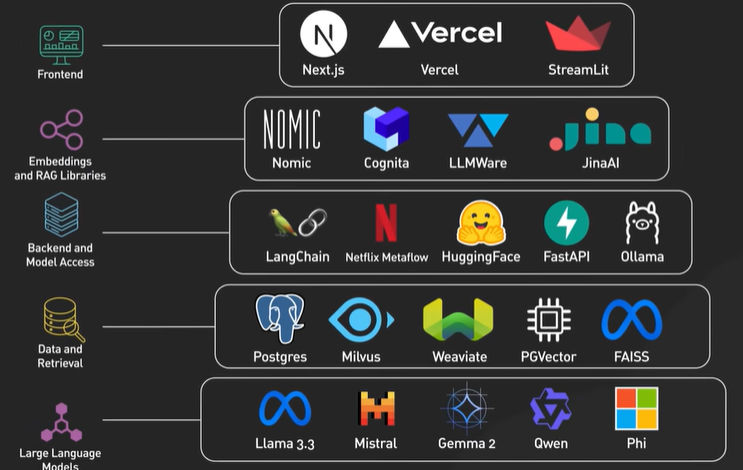 Vercel
Next.js
Vercel
StreamLit
Frontend
NOMIC
Jina
Nomic
Cognita
LLMWare
JinaAI
Embeddings
and RAG Libraries
LangChain
Netflix Metaflow
HuggingFace
FastAPI
Ollama
Backend and
Model Access
Postgres
Milvus
Weaviate
PGVector
FAISS
Data and
Retrieval
Llama 3.3
Mistral
Gemma 2
Qwen
Phi
Large Language
Models